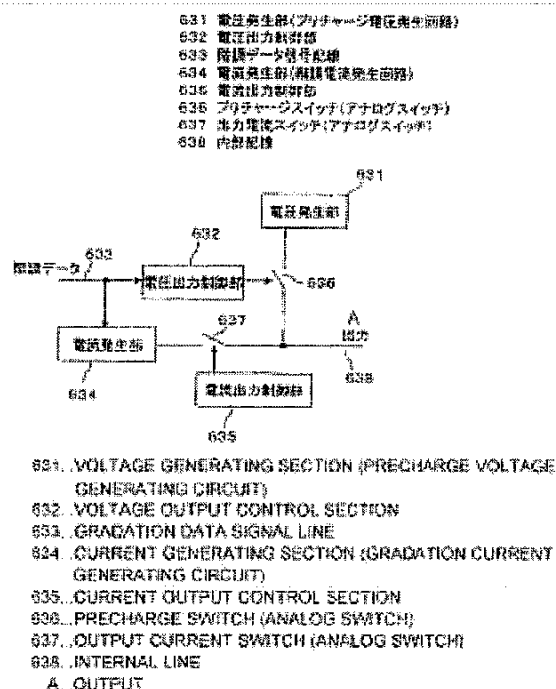 631 電圧発生部(プリチャージ電圧発生回路)
632 電圧出力制御部
633 階調データ信号配線
634 電流発生部(階調電流発生回路)
635 電流出力制御部
636 プリチャージスイッチ(アナログスイッチ)
637 出力電流スイッチ(アナログスイッチ)
638 内部配線
631
電圧発生部
632
階調データ
633
電圧出力制御部
636
637
A
出力
電流発生部
638
634
電流出力制御部
635
631...VOLTAGE GENERATING SECTION (PRECHARGE VOLTAGE
GENERATING CIRCUIT)
632...VOLTAGE OUTPUT CONTROL SECTION
633...GRADATION DATA SIGNAL LINE
634...CURRENT GENERATING SECTION (GRADATION CURRENT
GENERATING CIRCUIT)
635...CURRENT OUTPUT CONTROL SECTION
636...PRECHARGE SWITCH (ANALOG SWITCH)
637...OUTPUT CURRENT SWITCH (ANALOG SWITCH)
638...INTERNAL LINE
A...OUTPUT